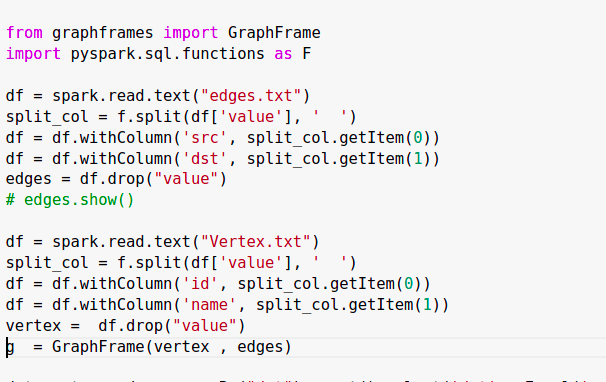 from graphframes import GraphFrame
import pyspark.sql.functions as F
df = spark.read.text("edges.txt")
split_col = f.split(df['value'], '  ')
df = df.withColumn('src', split_col.getItem(0))
df = df.withColumn('dst', split_col.getItem(1))
edges = df.drop("value")
# edges.show()
df = spark.read.text("Vertex.txt")
split_col = f.split(df['value'], '  ')
df = df.withColumn('id', split_col.getItem(0))
df = df.withColumn('name', split_col.getItem(1))
vertex =  df.drop("value")
g  = GraphFrame(vertex , edges)